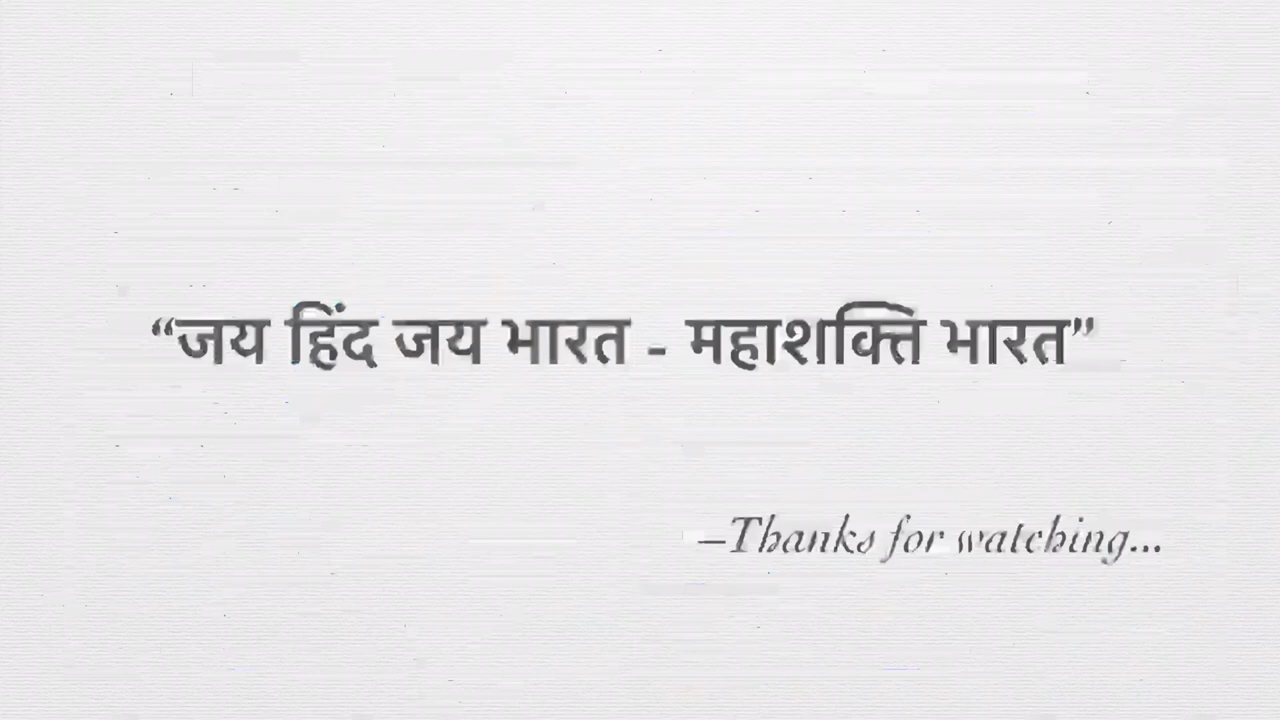 “जय हिंद जय भारत - महाशक्ति भारत”
–Thanks for watching...